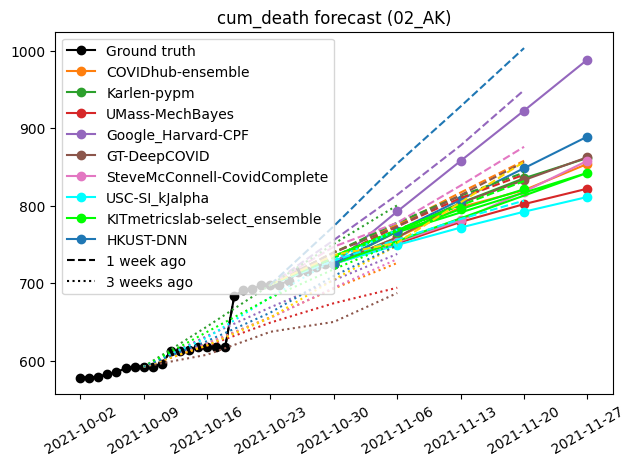 cum_death forecast (02_AK)
Ground truth
COVIDhub-ensemble
Karlen-pypm
UMass-MechBayes
Google_Harvard-CPF
GT-DeepCOVID
SteveMcConnell-CovidComplete
USC-SI_kJalpha
KITmetricslab-select_ensemble
HKUST-DNN
1 week ago
3 weeks ago
1000
900
800
700
600
2021-10-02
2021-10-09
2021-10-16
2021-10-23
2021-10-30
2021-11-06
2021-11-13
2021-11-20
2021-11-27